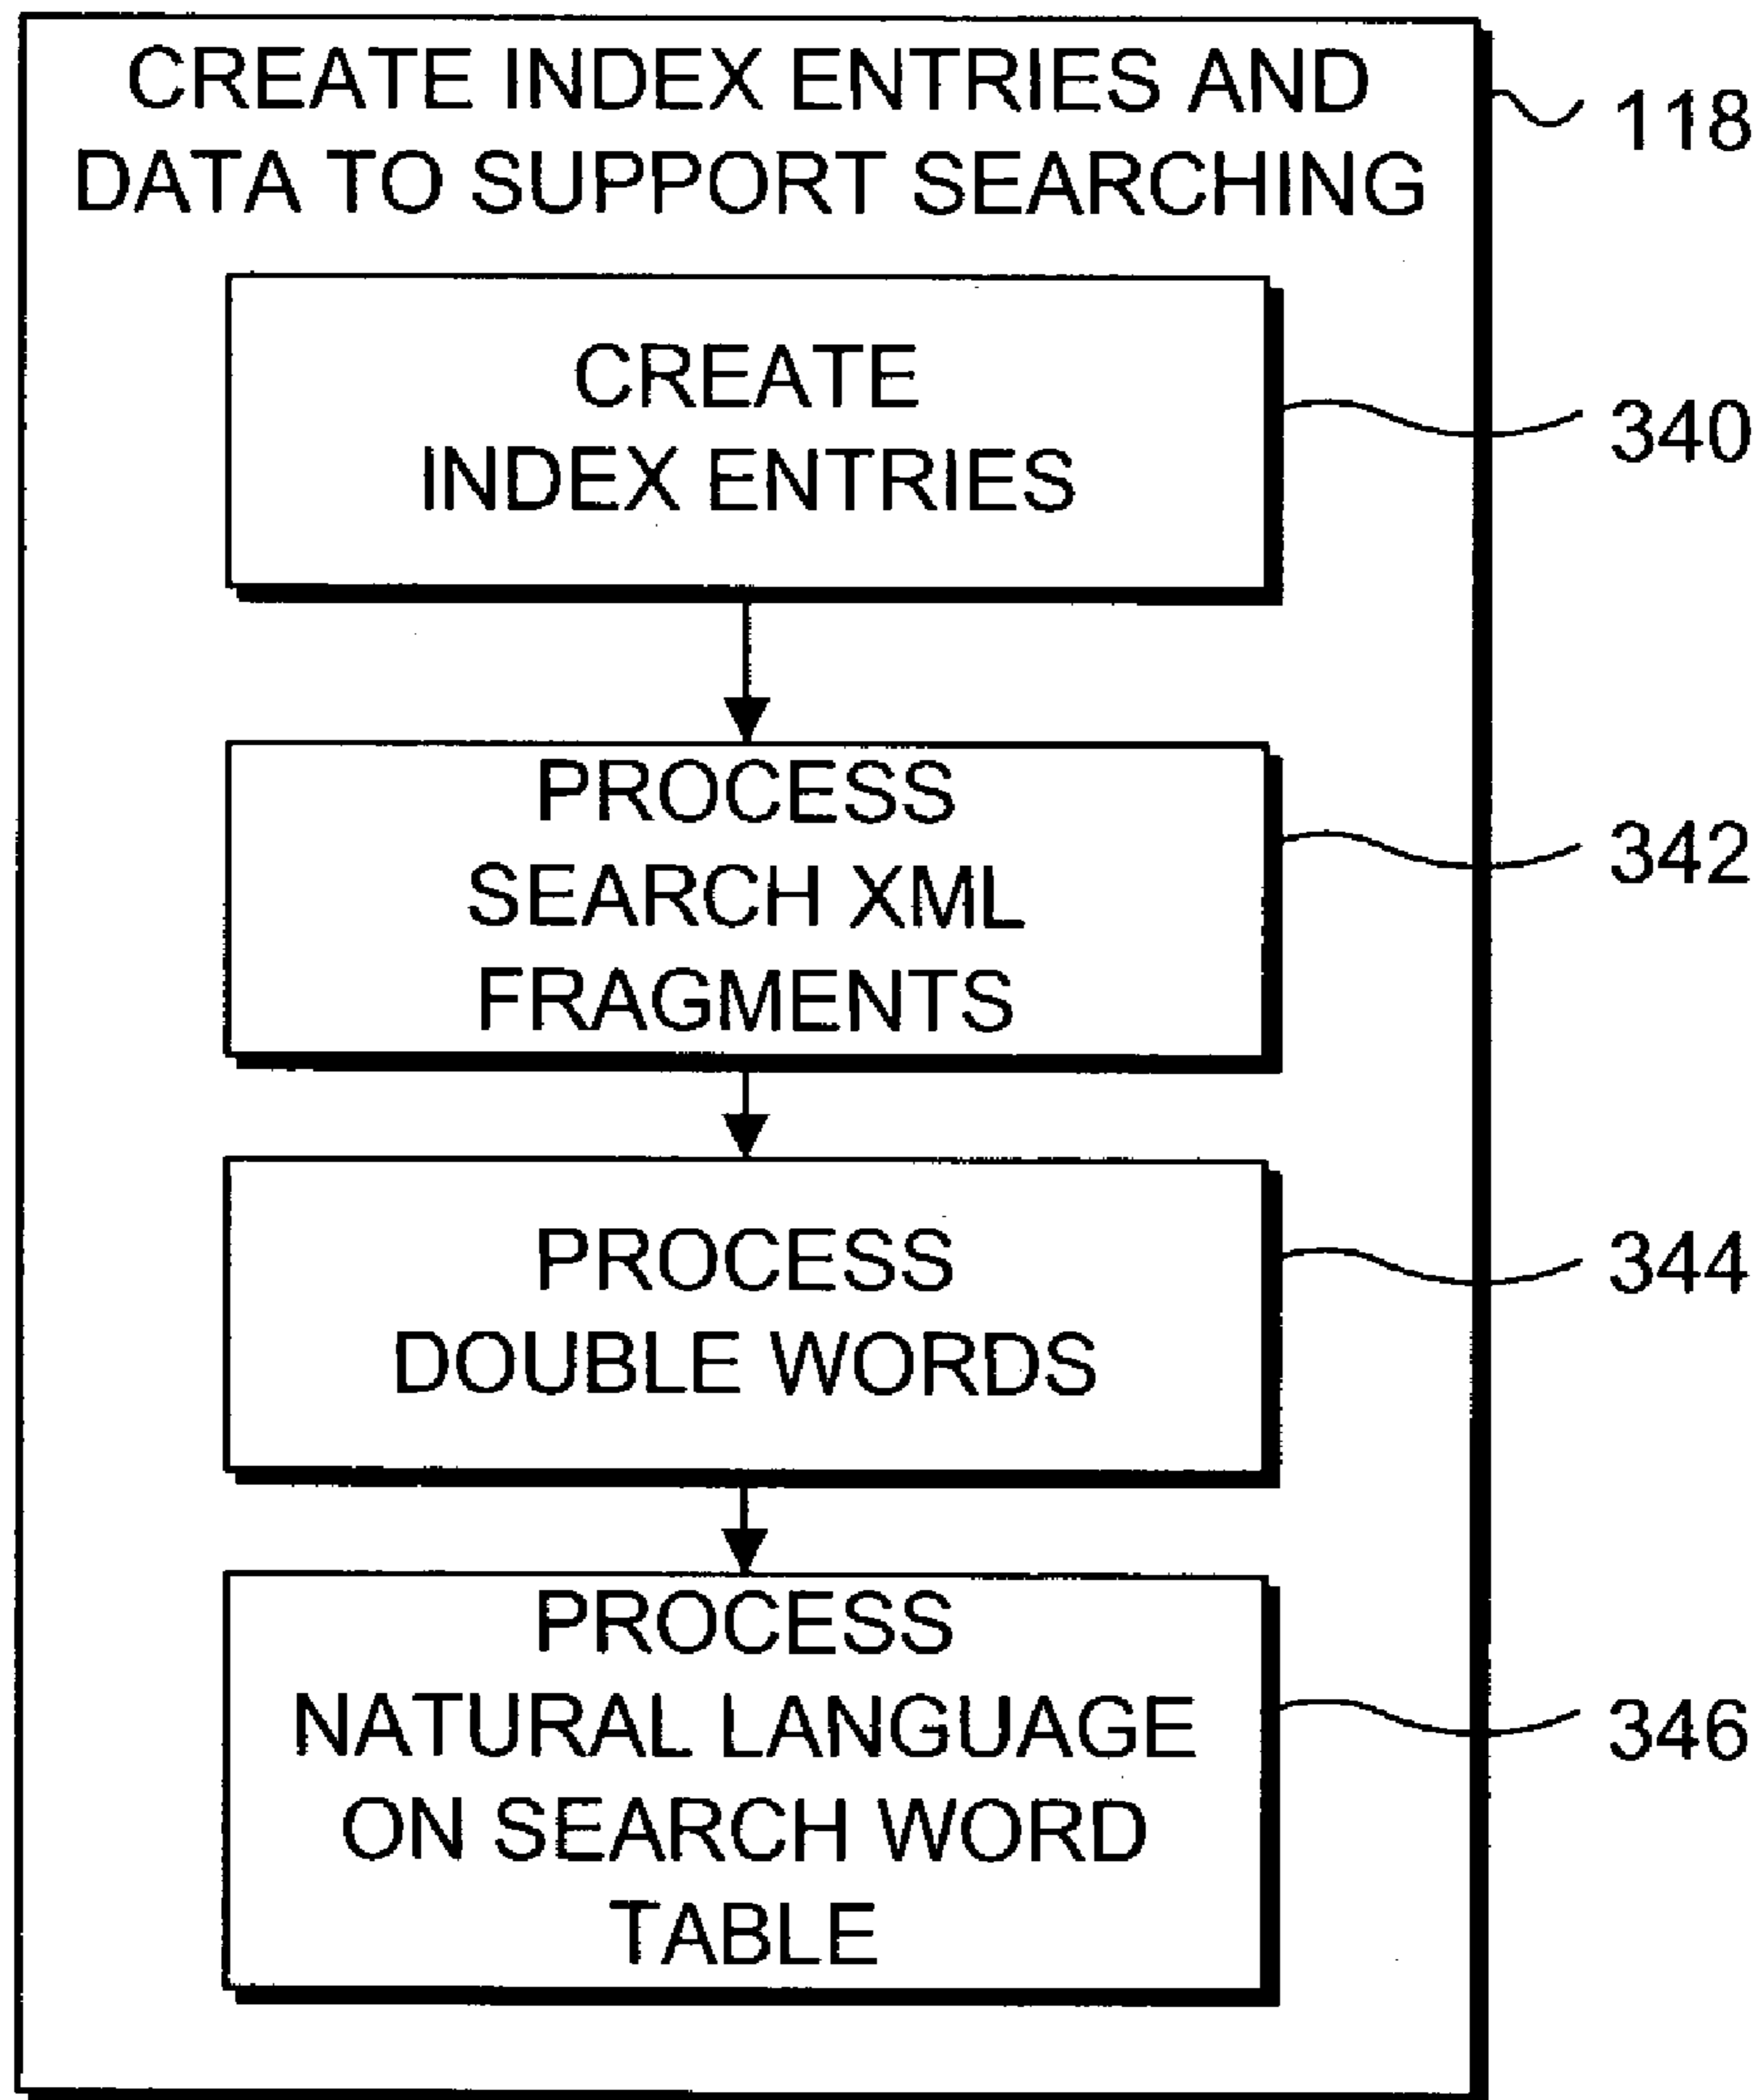 CREATE INDEX ENTRIES AND
118
DATA TO SUPPORT SEARCHING
CREATE
340
INDEX ENTRIES
PROCESS
342
SEARCH XML
FRAGMENTS
PROCESS
344
DOUBLE WORDS
PROCESS
346
NATURAL LANGUAGE
ON SEARCH WORD
TABLE